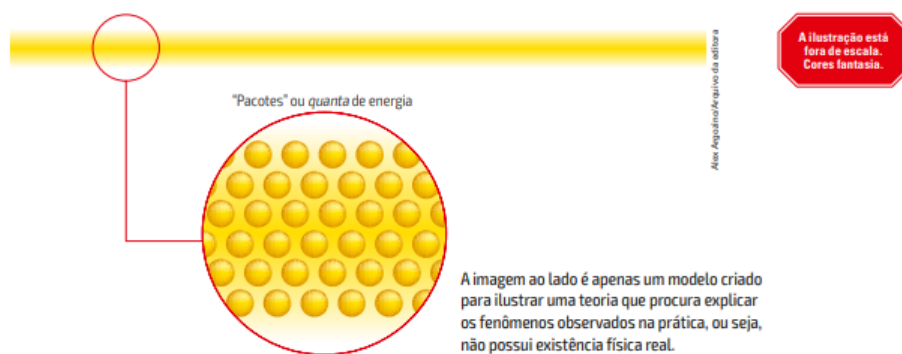 A ilustração está
fora de escala.
Cores fantasia.
Alex Argozino/Arquivo da editora
"Pacotes" ou quanta de energia
A imagem ao lado é apenas um modelo criado
para ilustrar uma teoria que procura explicar
os fenômenos observados na prática, ou seja,
não possui existência física real.